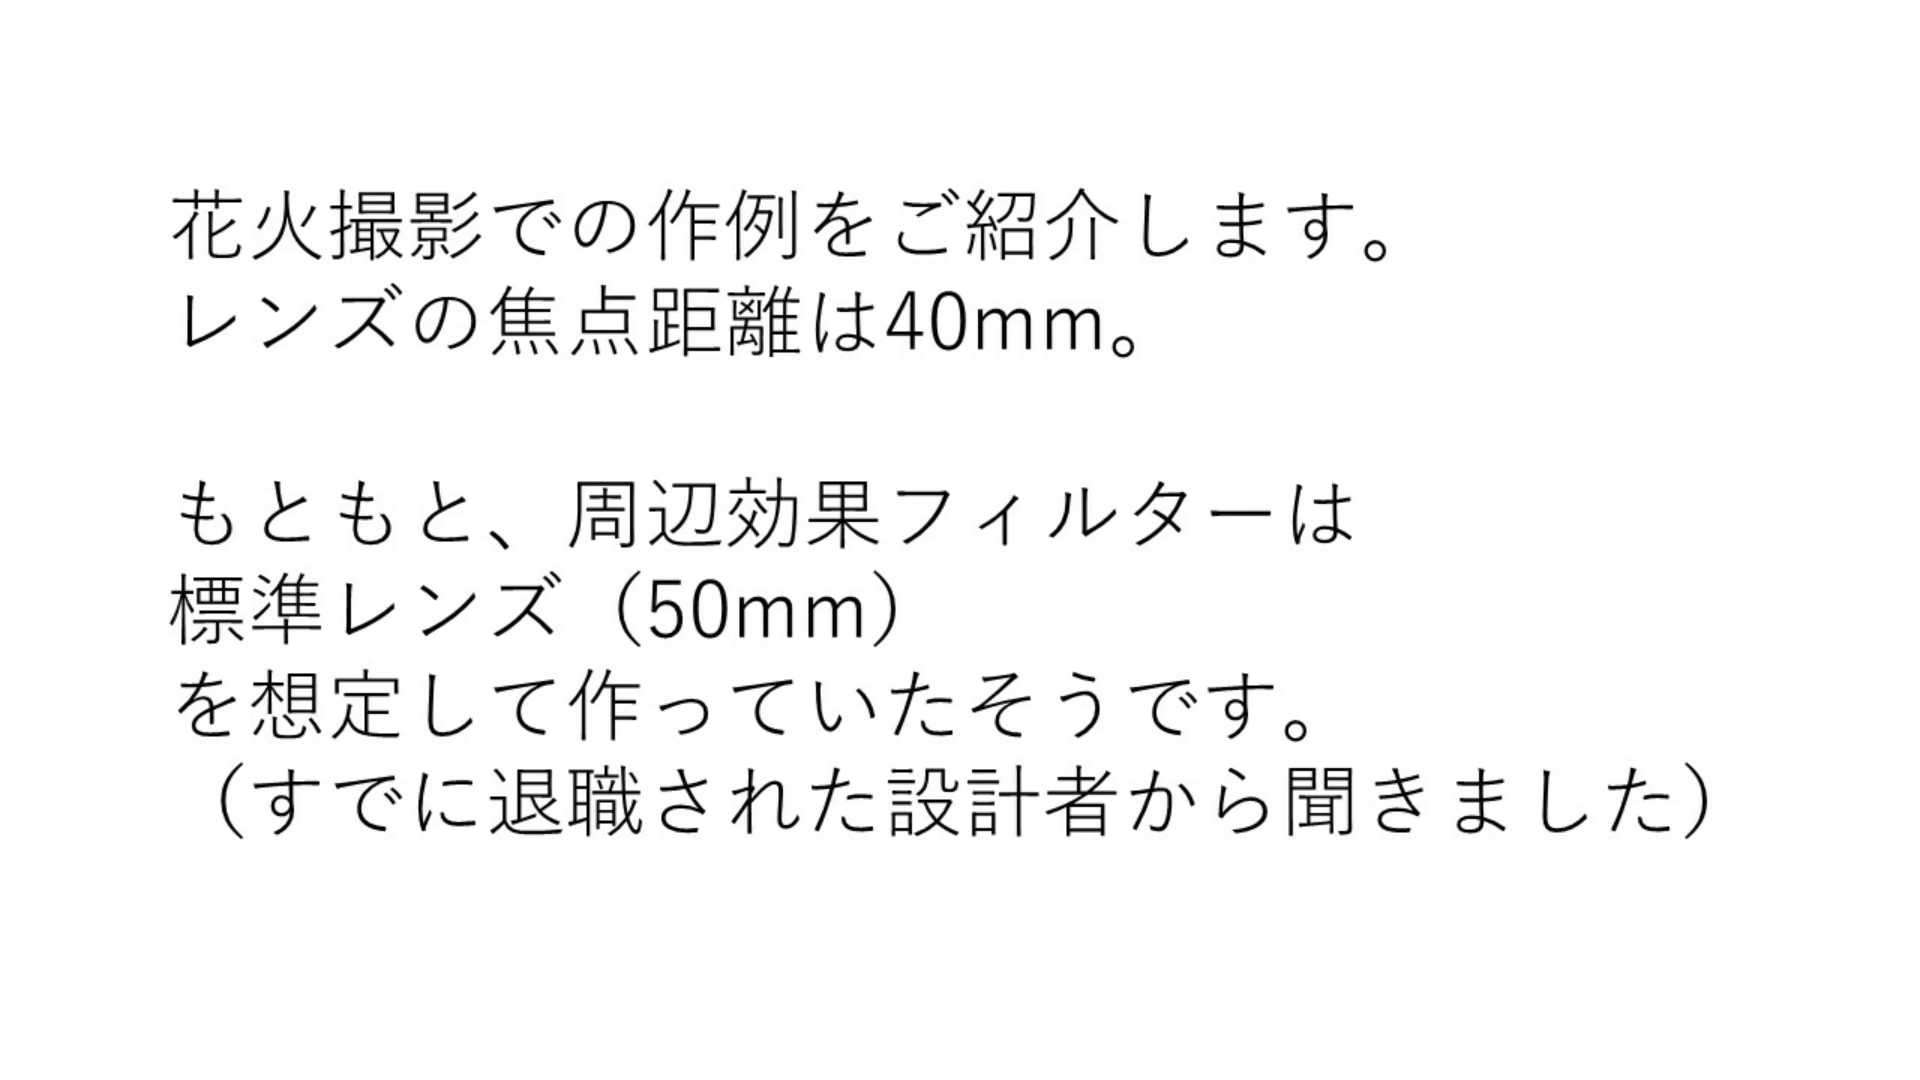 花火撮影での作例をご紹介します。
レンズの焦点距離は40mm。
もともと、周辺効果フィルターは
標準レンズ（50mm）
を想定して作っていたそうです。
（すでに退職された設計者から聞きました）